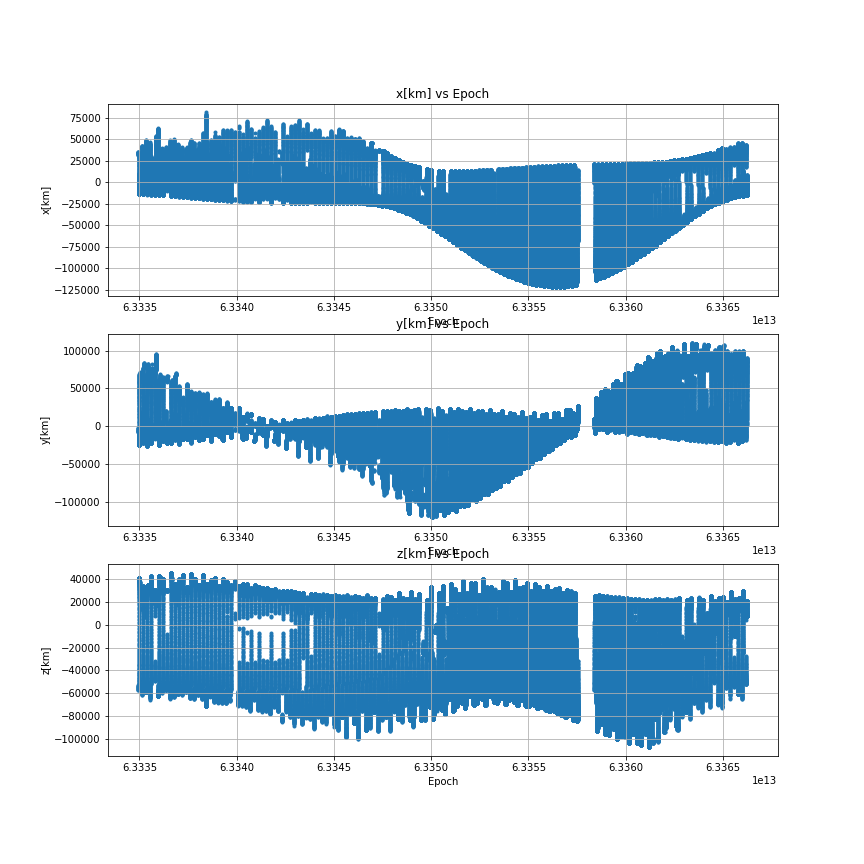 x[km] vs Epoch
x[km]
75000
50000
25000
0
−25000
−50000
−75000
−100000
−125000
6.3335 6.3340 6.3345 6.3350 6.3355 6.3360 6.3365
1e13
Epoch
y[km] vs Epoch
y[km]
100000
50000
0
−50000
−100000
6.3335 6.3340 6.3345 6.3350 6.3355 6.3360 6.3365
1e13
Epoch
z[km] vs Epoch
z[km]
40000
20000
0
−20000
−40000
−60000
−80000
−100000
6.3335 6.3340 6.3345 6.3350 6.3355 6.3360 6.3365
1e13
Epoch